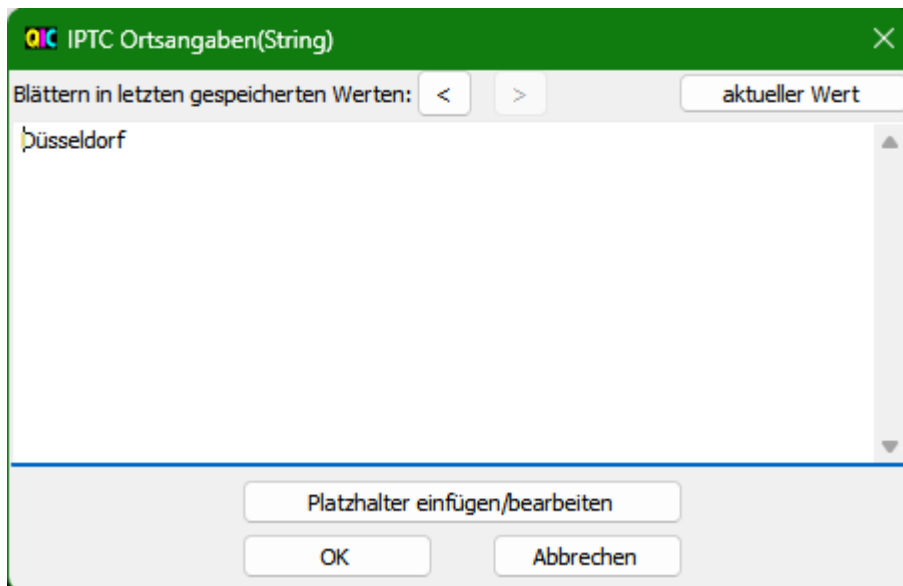 QIC IPTC Ortsangaben(String)
Blättern in letzten gespeicherten Werten: < > aktueller Wert
Düsseldorf
Platzhalter einfügen/bearbeiten
OK Abbrechen